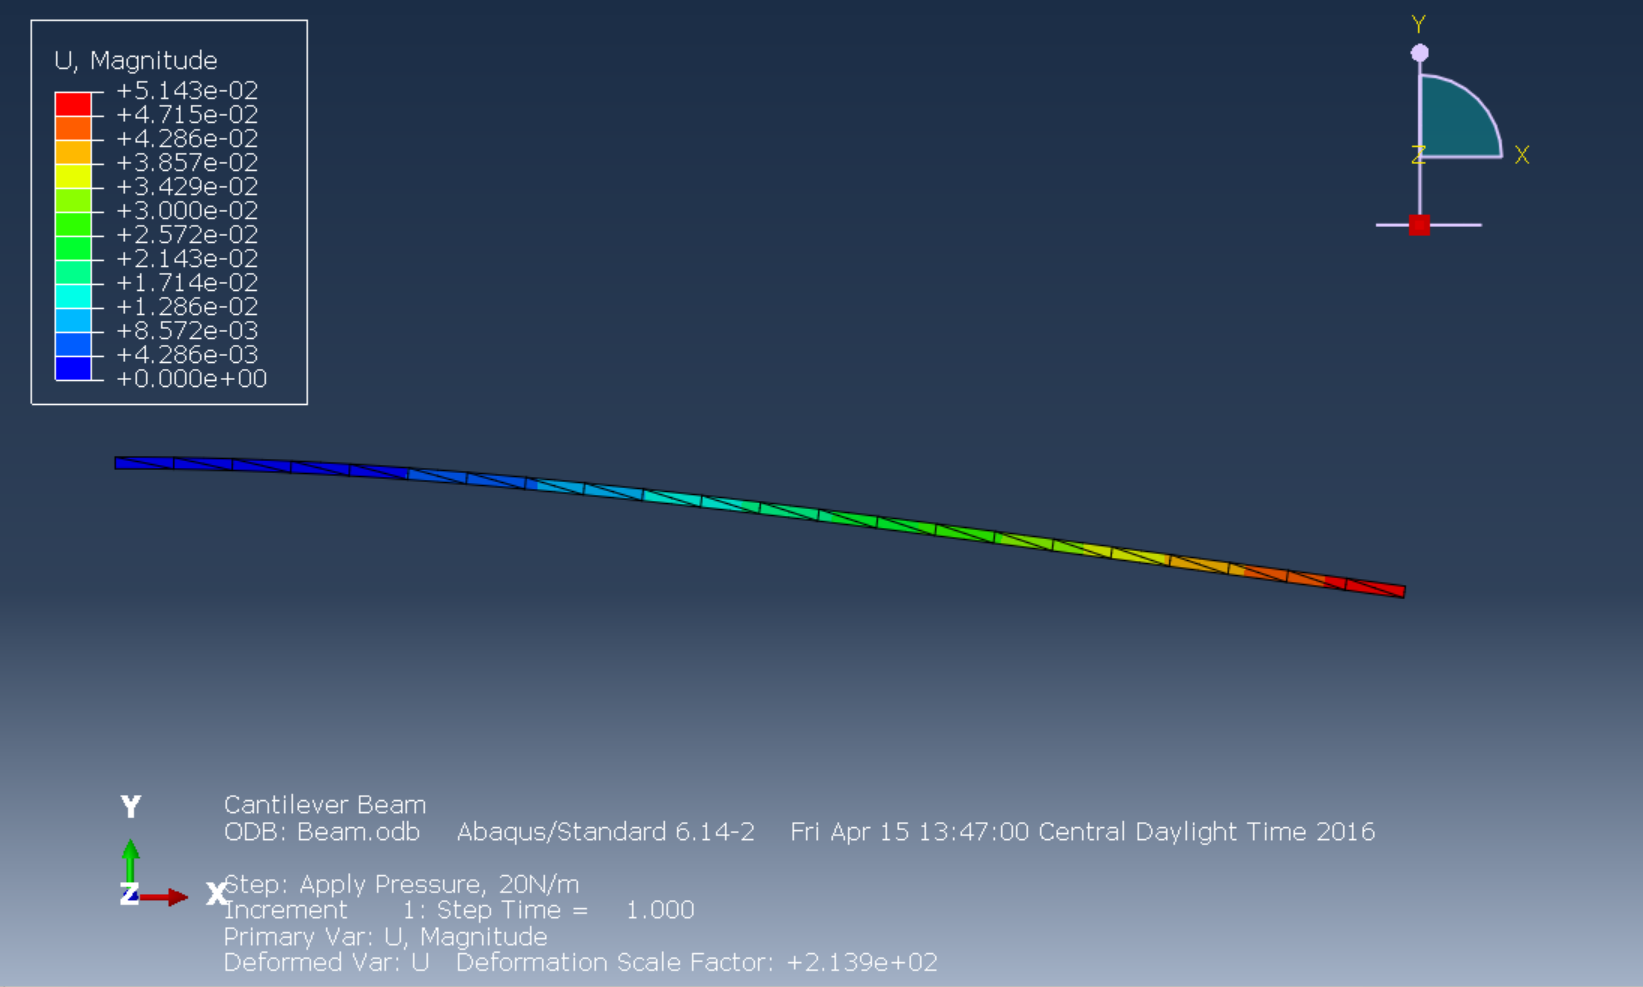 U, Magnitude
+5.143e-02
+4.715e-02
+4.286e-02
+3.857e-02
+3.429e-02
+3.000e-02
+2.572e-02
+2.143e-02
+1.714e-02
+1.286e-02
+8.572e-03
+4.286e-03
+0.000e+00
Y
Z X
Y
Z X
Cantilever Beam
ODB: Beam.odb Abaqus/Standard 6.14-2 Fri Apr 15 13:47:00 Central Daylight Time 2016
Step: Apply Pressure, 20N/m
Increment 1: Step Time = 1.000
Primary Var: U, Magnitude
Deformed Var: U Deformation Scale Factor: +2.139e+02